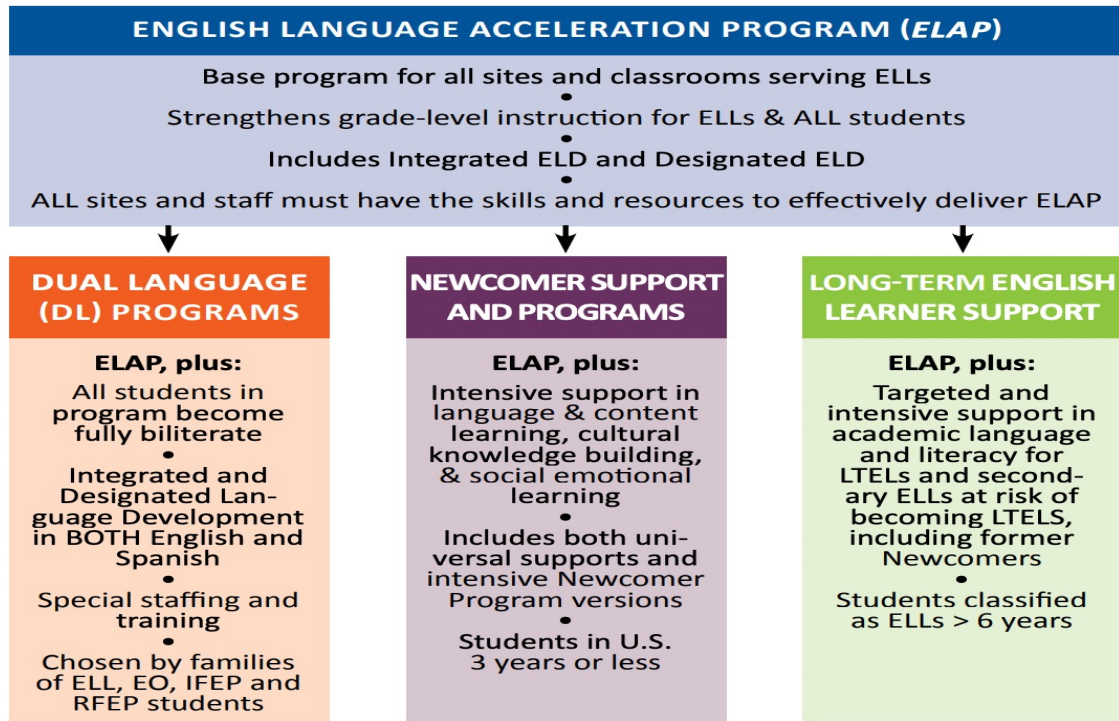 ENGLISH LANGUAGE ACCELERATION PROGRAM (ELAP)
Base program for all sites and classrooms serving ELLs
•
Strengthens grade-level instruction for ELLs & ALL students
•
Includes Integrated ELD and Designated ELD
•
ALL sites and staff must have the skills and resources to effectively deliver ELAP
DUAL LANGUAGE
(DL) PROGRAMS
ELAP, plus:
All students in
program become
fully biliterate
•
Integrated and
Designated Lan-
guage Development
in BOTH English and
Spanish
•
Special staffing and
training
•
Chosen by families
of ELL, EO, IFEP and
RFEP students
NEWCOMER SUPPORT
AND PROGRAMS
ELAP, plus:
Intensive support in
language & content
learning, cultural
knowledge building,
& social emotional
learning
•
Includes both uni-
versal supports and
intensive Newcomer
Program versions
•
Students in U.S.
3 years or less
LONG-TERM ENGLISH
LEARNER SUPPORT
ELAP, plus:
Targeted and
intensive support in
academic language
and literacy for
LTELs and second-
ary ELLs at risk of
becoming LTELS,
including former
Newcomers
•
Students classified
as ELLs > 6 years